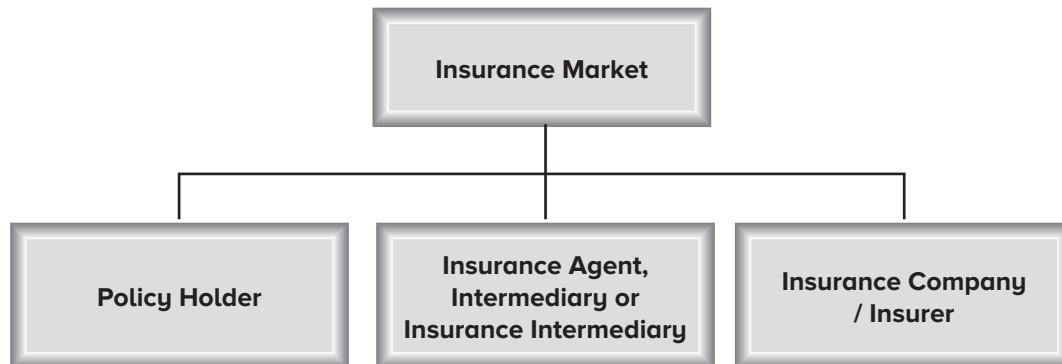 Insurance Market
Policy Holder
Insurance Agent,
Intermediary or
Insurance Intermediary
Insurance Company
/ Insurer